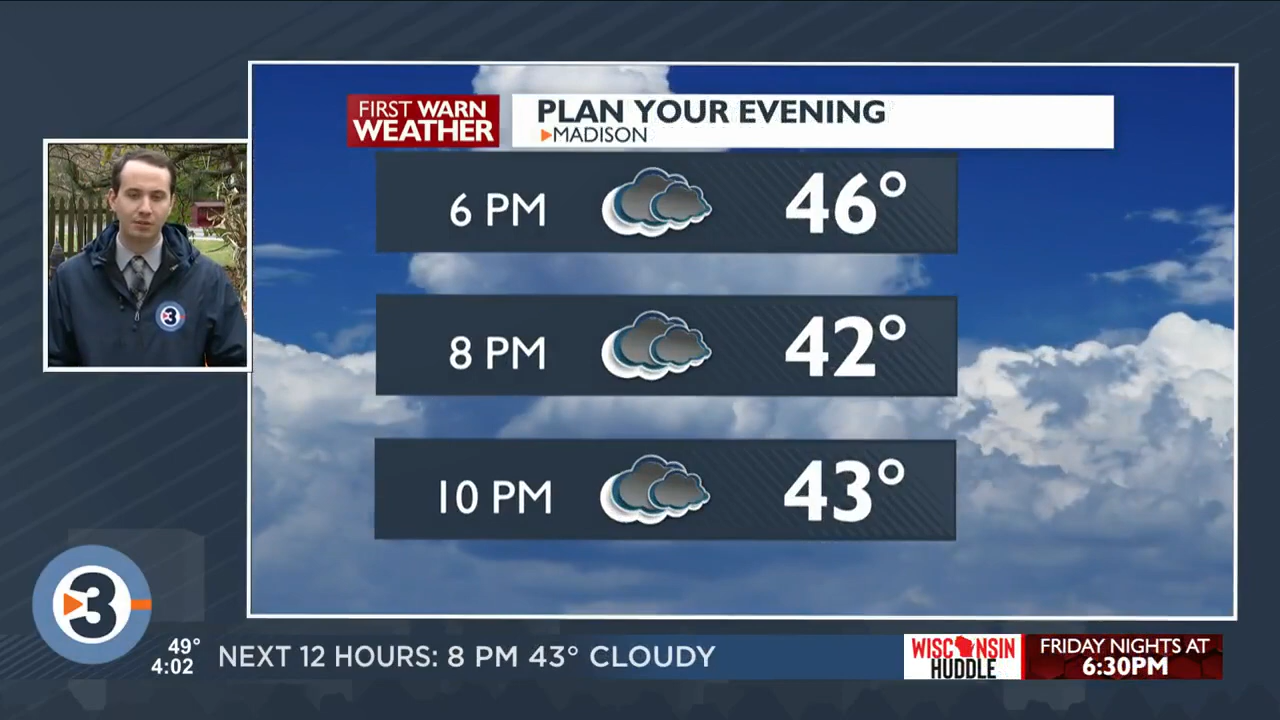 FIRST WARN
WEATHER
PLAN YOUR EVENING
MADISON
6 PM 46°
8 PM 42°
10 PM 43°
3
3
49°
4:02
NEXT 12 HOURS: 8 PM 43° CLOUDY
WISCONSIN
HUDDLE
FRIDAY NIGHTS AT
6:30PM